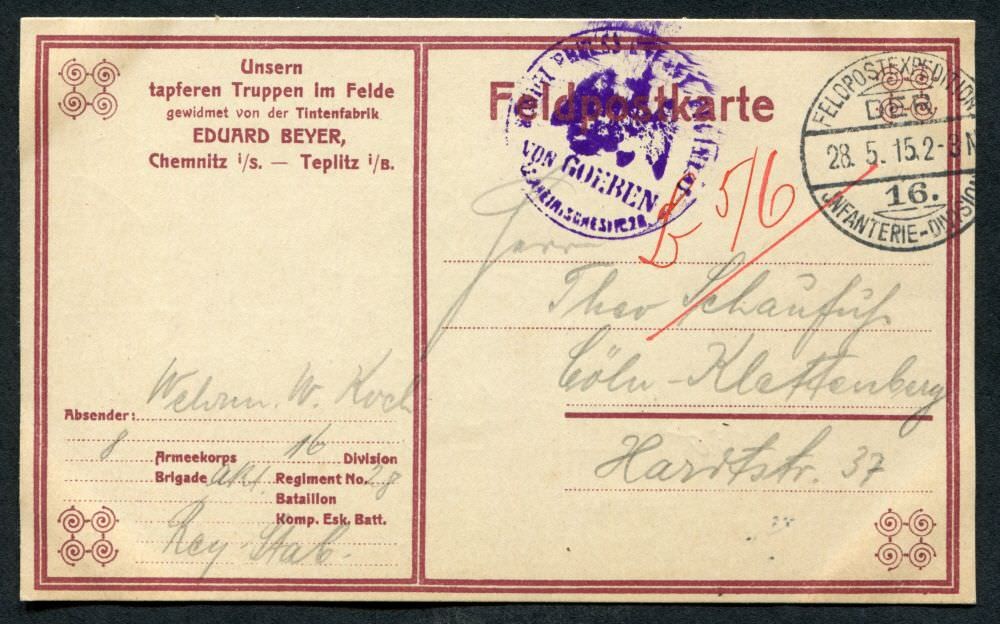 Unsern
tapferen Truppen im Felde
gewidmet von der Tintenfabrik
EDUARD BEYER,
Chemnitz i/S. — Teplitz i/B.
Feldpostkarte
VON GOEBEN
FELDPOSTEXPEDITION
DER
28. 5. 15. 2-3 N
16.
INFANTERIE-DIVISION
5/6
Herrn
Theo Schaufuß
Cöln-Klettenberg
Hardtstr. 37
Wehrm. W. Koch
Absender:
8 Armeekorps 16 Division
Brigade Akt. Regiment No. 28
Bataillon
Komp. Esk. Batt.
Reg. Stab.